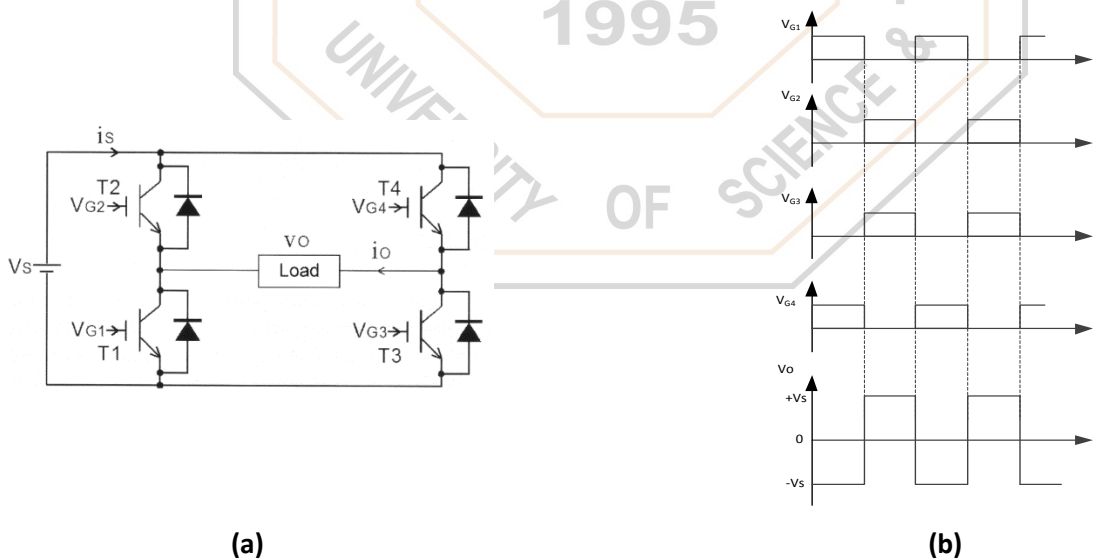 1995
UNIVERSITY OF SCIENCE &
iS
T2
VG2
T4
VG4
VS
vO
iO
Load
VG1
T1
VG3
T3
VG1
VG2
VG3
VG4
Vo
+Vs
0
-Vs
(a)
(b)